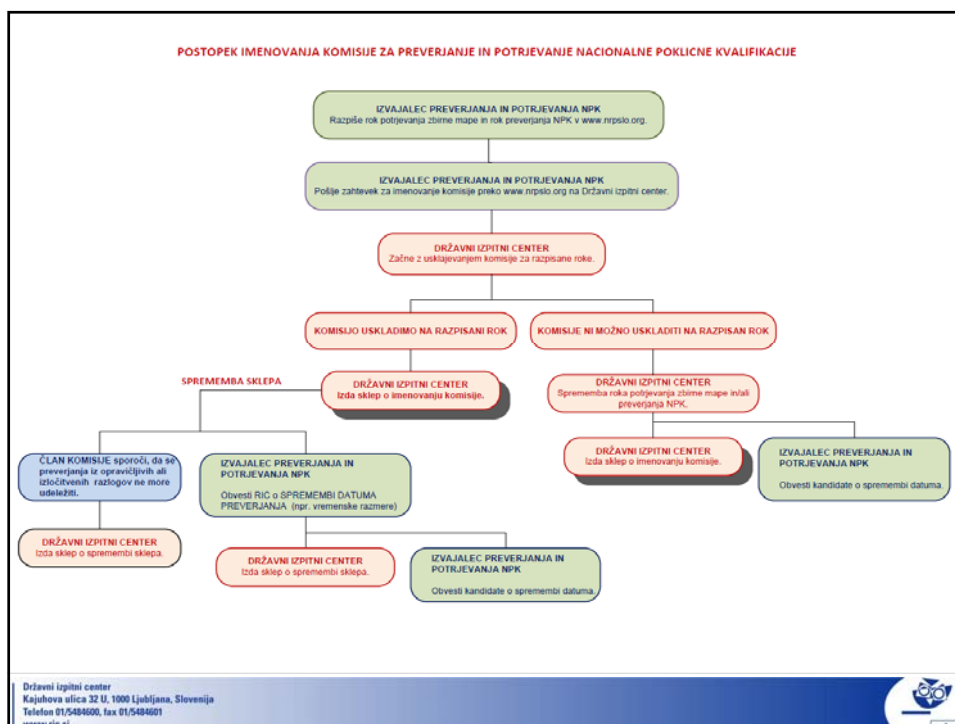 POSTOPEK IMENOVANJA KOMISIJE ZA PREVERJANJE IN POTRJEVANJE NACIONALNE POKLICNE KVALIFIKACIJE
IZVAJALEC PREVERJANJA IN POTRJEVANJA NPK
Razpiše rok potrjevanja zbirne mape in rok preverjanja NPK v www.nrpslo.org.
IZVAJALEC PREVERJANJA IN POTRJEVANJA NPK
Pošlje zahtevek za imenovanje komisije preko www.nrpslo.org na Državni izpitni center.
DRŽAVNI IZPITNI CENTER
Začne z usklajevanjem komisije za razpisane roke.
KOMISIJO USKLADIMO NA RAZPISANI ROK
KOMISIJE NI MOŽNO USKLADITI NA RAZPISAN ROK
SPREMEMBA SKLEPA
DRŽAVNI IZPITNI CENTER
Izda sklep o imenovanju komisije.
DRŽAVNI IZPITNI CENTER
Sprememba roka potrjevanja zbirne mape in/ali
preverjanja NPK.
ČLAN KOMISIJE sporoči, da se
preverjanja iz opravičljivih ali
izločitvenih razlogov ne more
udeležiti.
IZVAJALEC PREVERJANJA IN
POTRJEVANJA NPK
Obvesti RIC o SPREMEMBI DATUMA
PREVERJANJA (npr. vremenske razmere)
DRŽAVNI IZPITNI CENTER
Izda sklep o imenovanju komisije.
IZVAJALEC PREVERJANJA IN
POTRJEVANJA NPK
Obvesti kandidate o spremembi datuma.
DRŽAVNI IZPITNI CENTER
Izda sklep o spremembi sklepa.
DRŽAVNI IZPITNI CENTER
Izda sklep o spremembi sklepa.
IZVAJALEC PREVERJANJA IN
POTRJEVANJA NPK
Obvesti kandidate o spremembi datuma.
Državni izpitni center
Kajuhova ulica 32 U, 1000 Ljubljana, Slovenija
Telefon 01/5484600, fax 01/5484601
www.ric.si